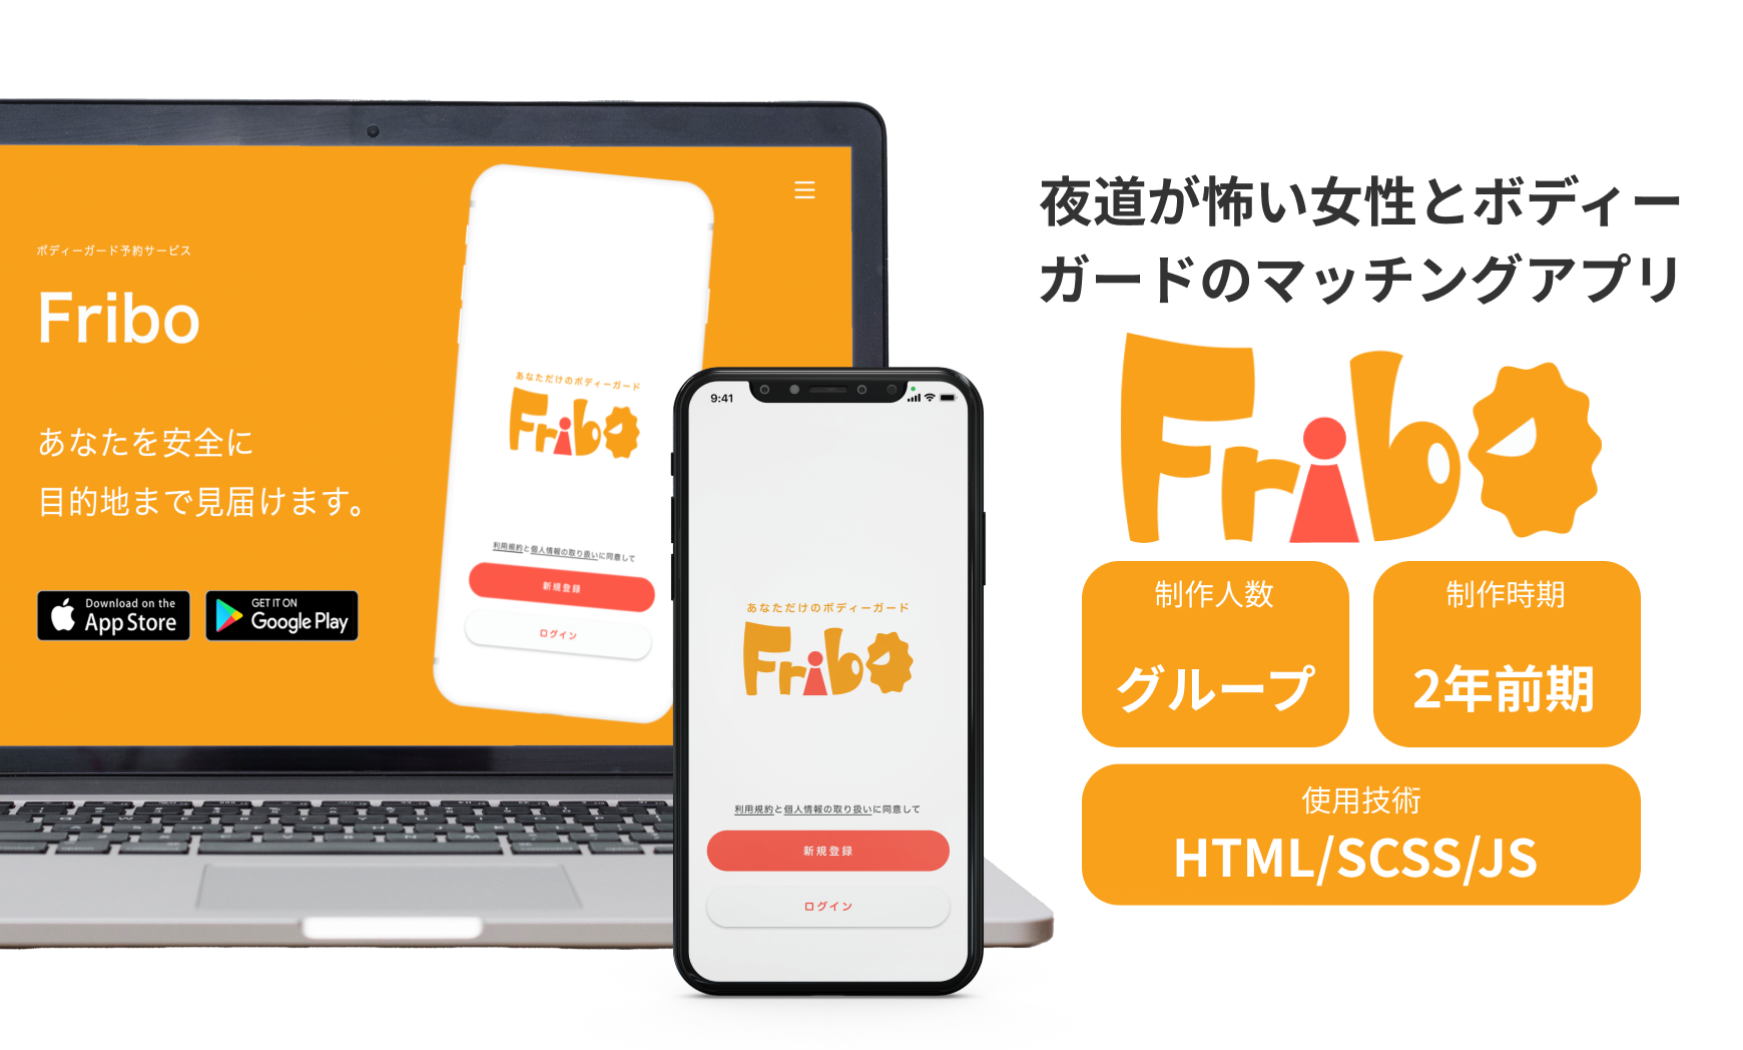 ボディーガード予約サービス
Fribo
あなたを安全に
目的地まで見届けます。
Download on the
App Store
GET IT ON
Google Play
あなただけのボディーガード
Fribo
利用規約と個人情報の取り扱いに同意して
新規登録
ログイン
9:41
あなただけのボディーガード
Fribo
利用規約と個人情報の取り扱いに同意して
新規登録
ログイン
夜道が怖い女性とボディー
ガードのマッチングアプリ
Fribo
制作人数
グループ
制作時期
2年前期
使用技術
HTML/SCSS/JS